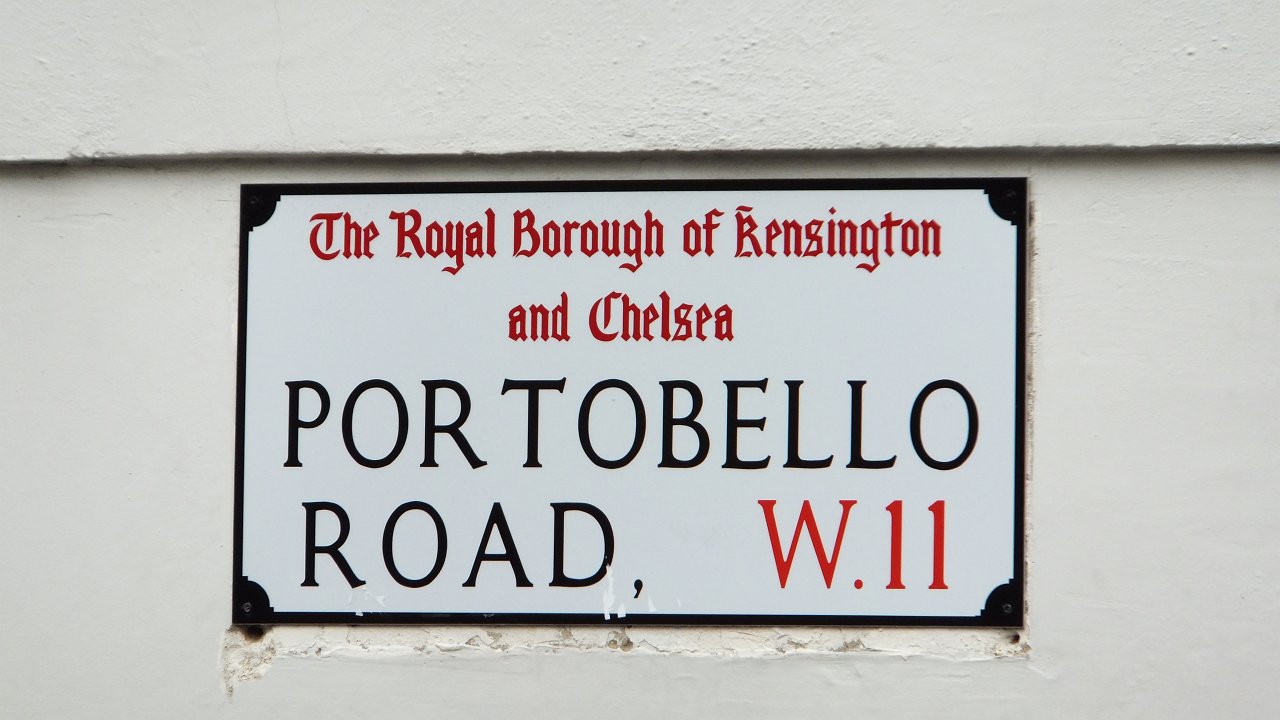 The Royal Borough of Kensington
and Chelsea
PORTOBELLO
ROAD, W.11